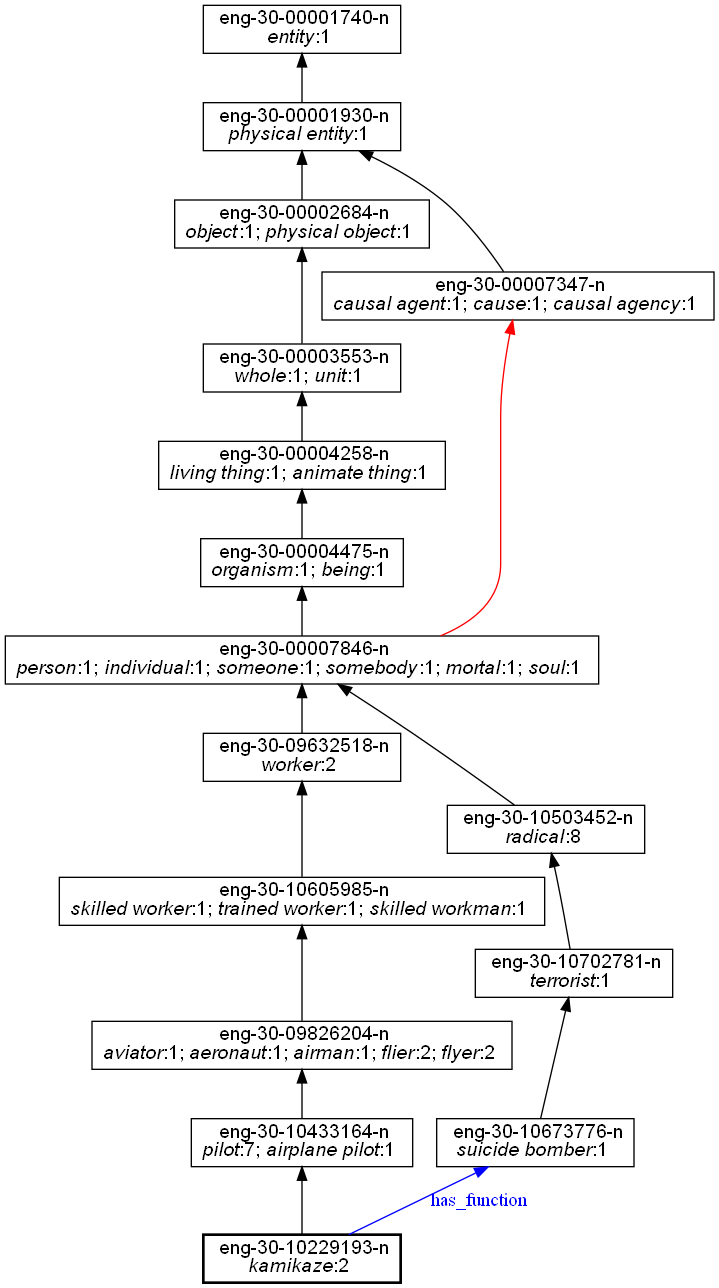 eng-30-00001740-n
entity:1
eng-30-00001930-n
physical entity:1
eng-30-00002684-n
object:1; physical object:1
eng-30-00007347-n
causal agent:1; cause:1; causal agency:1
eng-30-00003553-n
whole:1; unit:1
eng-30-00004258-n
living thing:1; animate thing:1
eng-30-00004475-n
organism:1; being:1
eng-30-00007846-n
person:1; individual:1; someone:1; somebody:1; mortal:1; soul:1
eng-30-09632518-n
worker:2
eng-30-10503452-n
radical:8
eng-30-10605985-n
skilled worker:1; trained worker:1; skilled workman:1
eng-30-10702781-n
terrorist:1
eng-30-09826204-n
aviator:1; aeronaut:1; airman:1; flier:2; flyer:2
eng-30-10433164-n
pilot:7; airplane pilot:1
eng-30-10673776-n
suicide bomber:1
has_function
eng-30-10229193-n
kamikaze:2